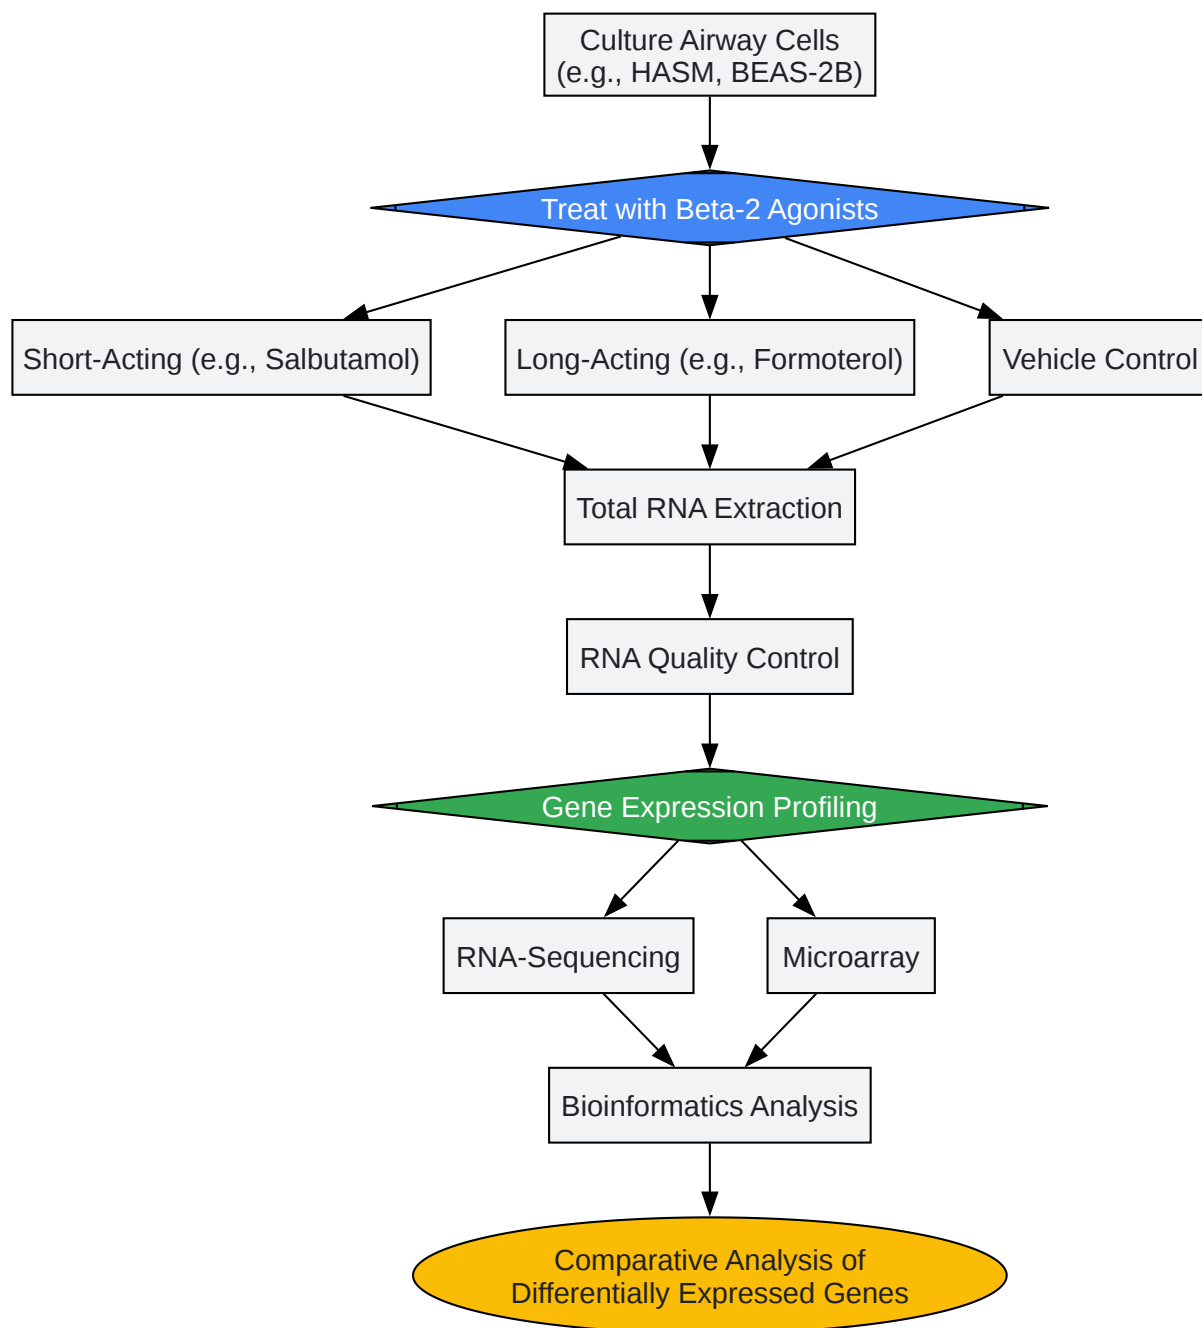 Culture Airway Cells
(e.g., HASM, BEAS-2B)
Treat with Beta-2 Agonists
Short-Acting (e.g., Salbutamol)
Long-Acting (e.g., Formoterol)
Vehicle Control
Total RNA Extraction
RNA Quality Control
Gene Expression Profiling
RNA-Sequencing
Microarray
Bioinformatics Analysis
Comparative Analysis of
Differentially Expressed Genes